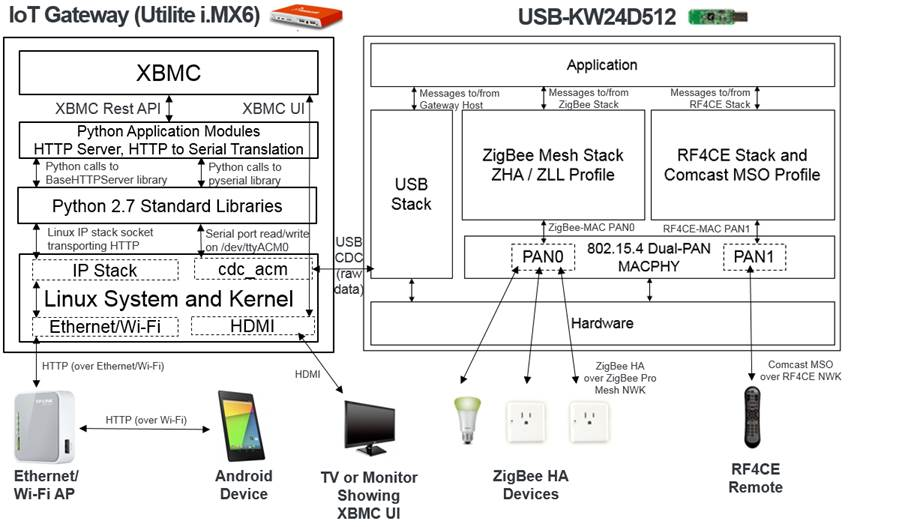 IoT Gateway (Utilite i.MX6)
USB-KW24D512
XBMC
XBMC Rest API
XBMC UI
Python Application Modules
HTTP Server, HTTP to Serial Translation
Python calls to
BaseHTTPServer library
Python calls to
pyserial library
Python 2.7 Standard Libraries
Linux IP stack socket
transporting HTTP
Serial port read/write
on /dev/ttyACM0
IP Stack
cdc_acm
Linux System and Kernel
Ethernet/Wi-Fi
HDMI
USB
CDC
(raw
data)
Application
Messages to/from
Gateway Host
Messages to/from
ZigBee Stack
Messages to/from
RF4CE Stack
USB
Stack
ZigBee Mesh Stack
ZHA / ZLL Profile
RF4CE Stack and
Comcast MSO Profile
ZigBee-MAC PAN0
RF4CE-MAC PAN1
PAN0
802.15.4 Dual-PAN
MACPHY
PAN1
Hardware
HTTP (over Ethernet/Wi-Fi)
HDMI
ZigBee HA
over ZigBee Pro
Mesh NWK
Comcast MSO
over RF4CE NWK
HTTP (over Wi-Fi)
Ethernet/
Wi-Fi AP
Android
Device
TV or Monitor
Showing
XBMC UI
ZigBee HA
Devices
RF4CE
Remote